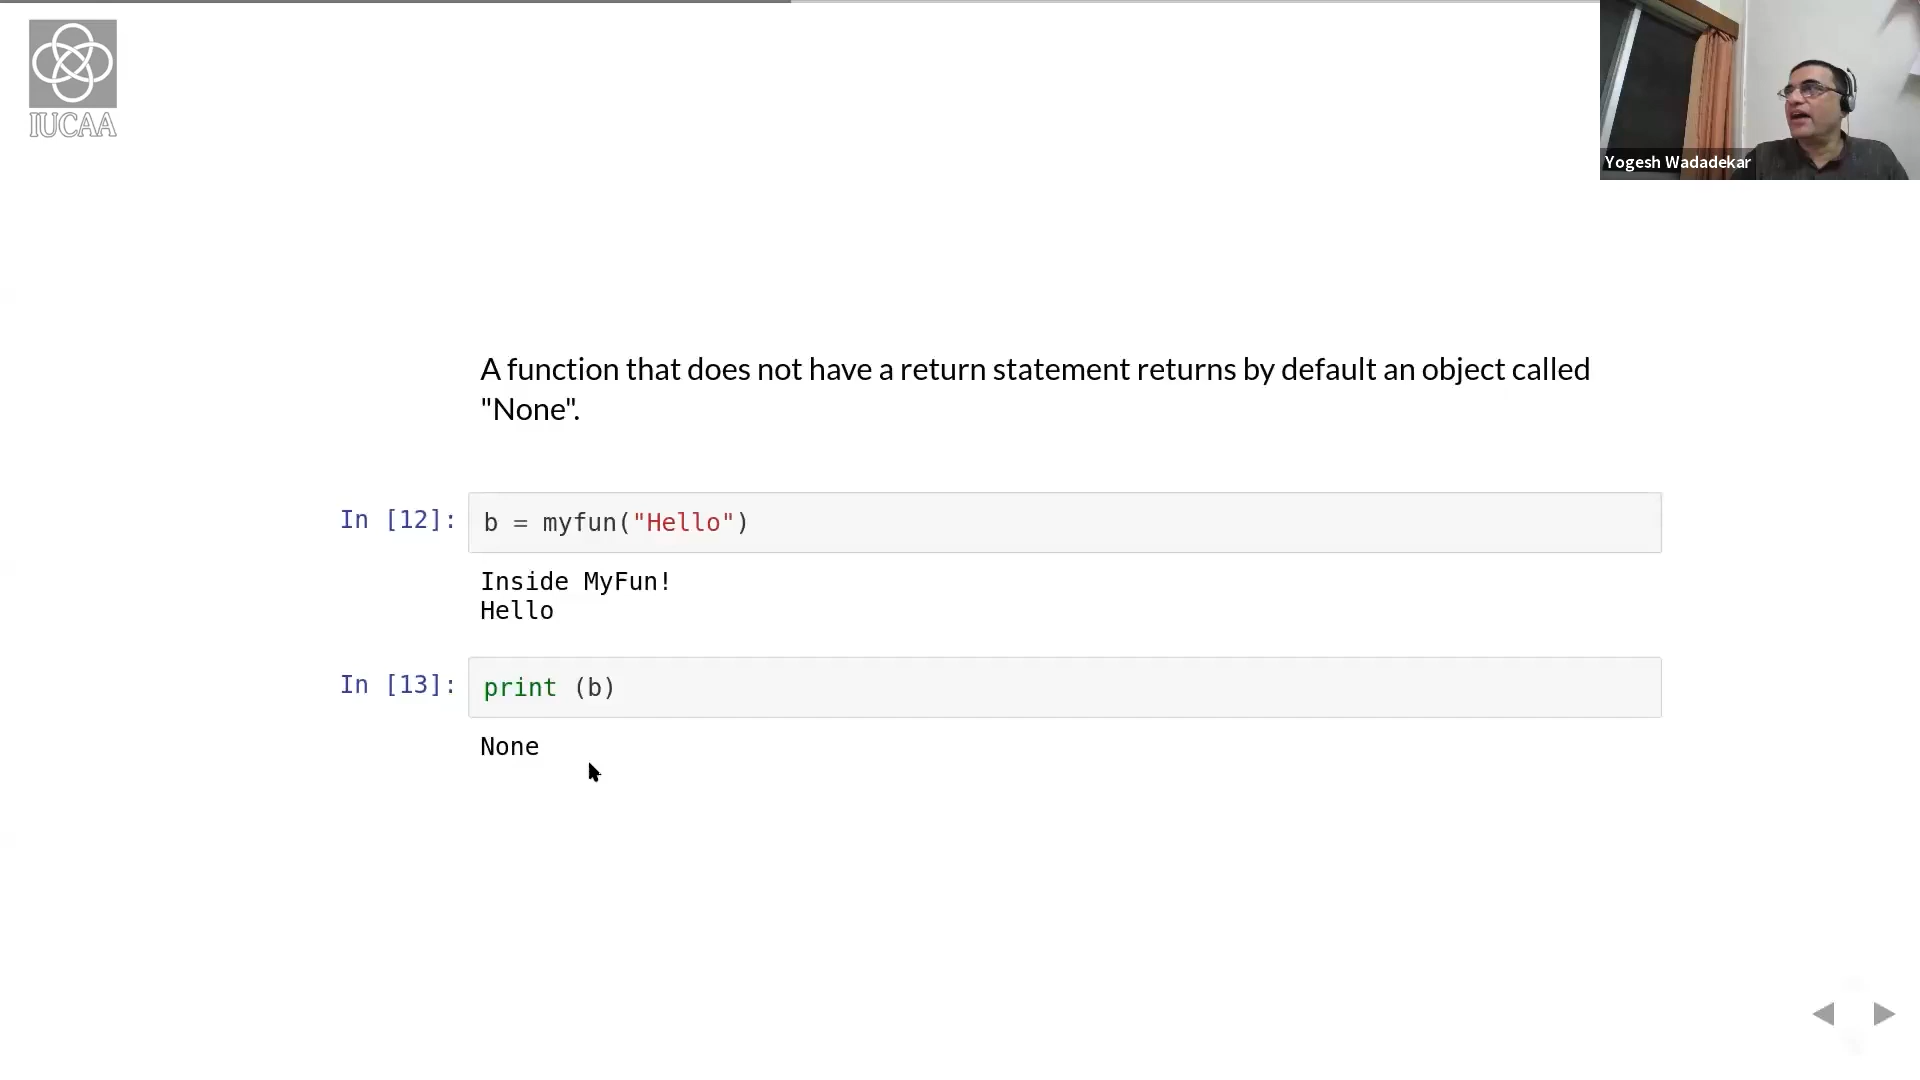 IUCAA
Yogesh Wadadekar
A function that does not have a return statement returns by default an object called
"None".
In [12]: b = myfun("Hello")
Inside MyFun!
Hello
In [13]: print (b)
None